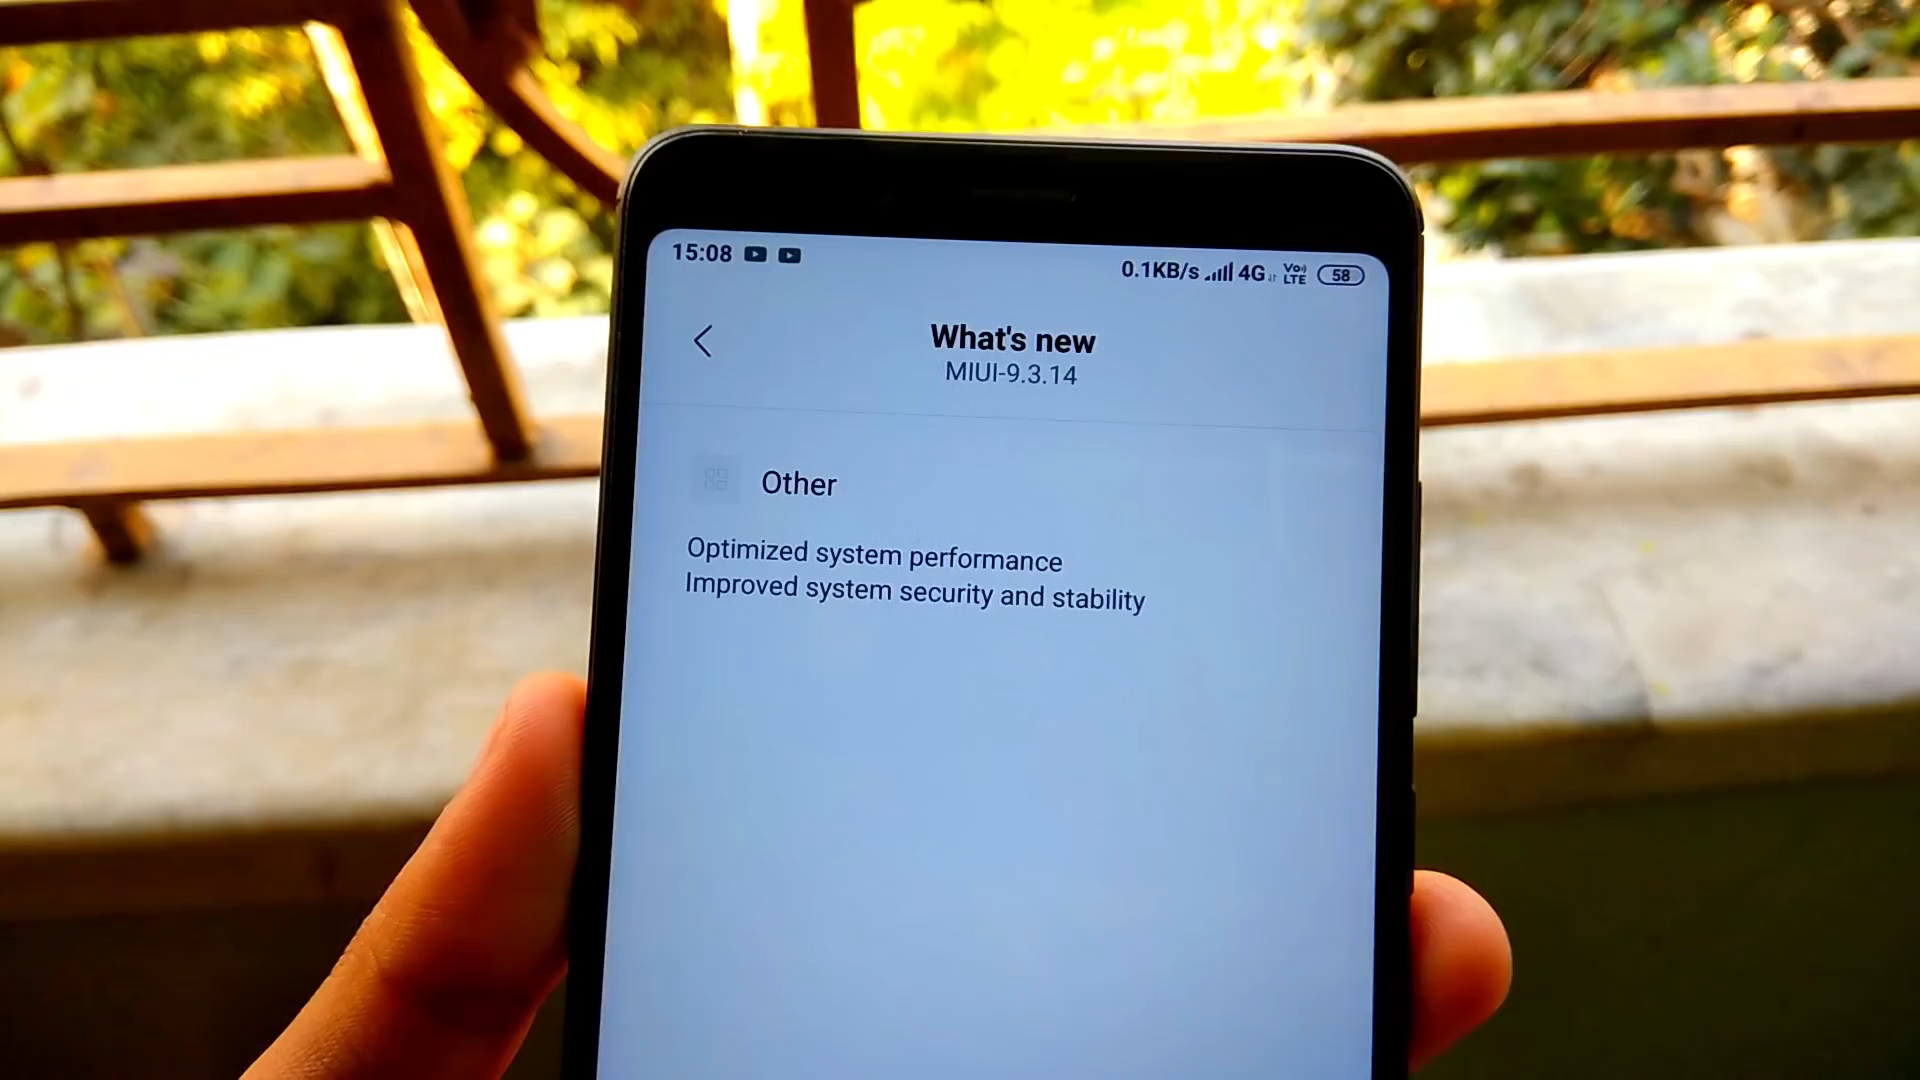 15:08
0.1KB/s 4G Vo) LTE 58
What's new
MIUI-9.3.14
Other
Optimized system performance
Improved system security and stability